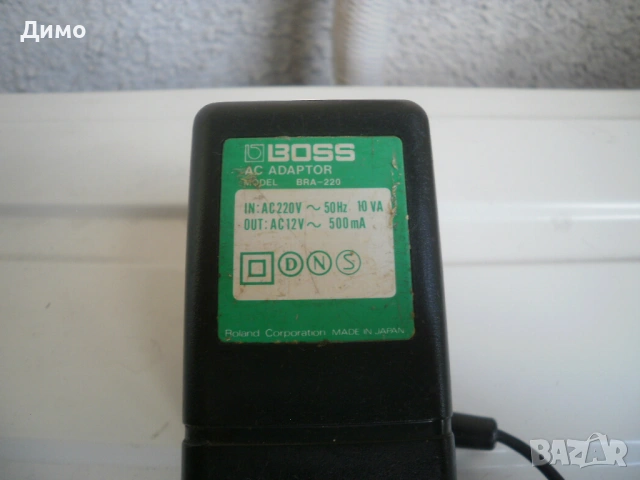 Димо
BOSS
AC ADAPTOR
MODEL BRA-220
IN: AC220V ~ 50Hz 10 VA
OUT: AC12V ~ 500mA
D N S
Roland Corporation MADE IN JAPAN
BAZAR